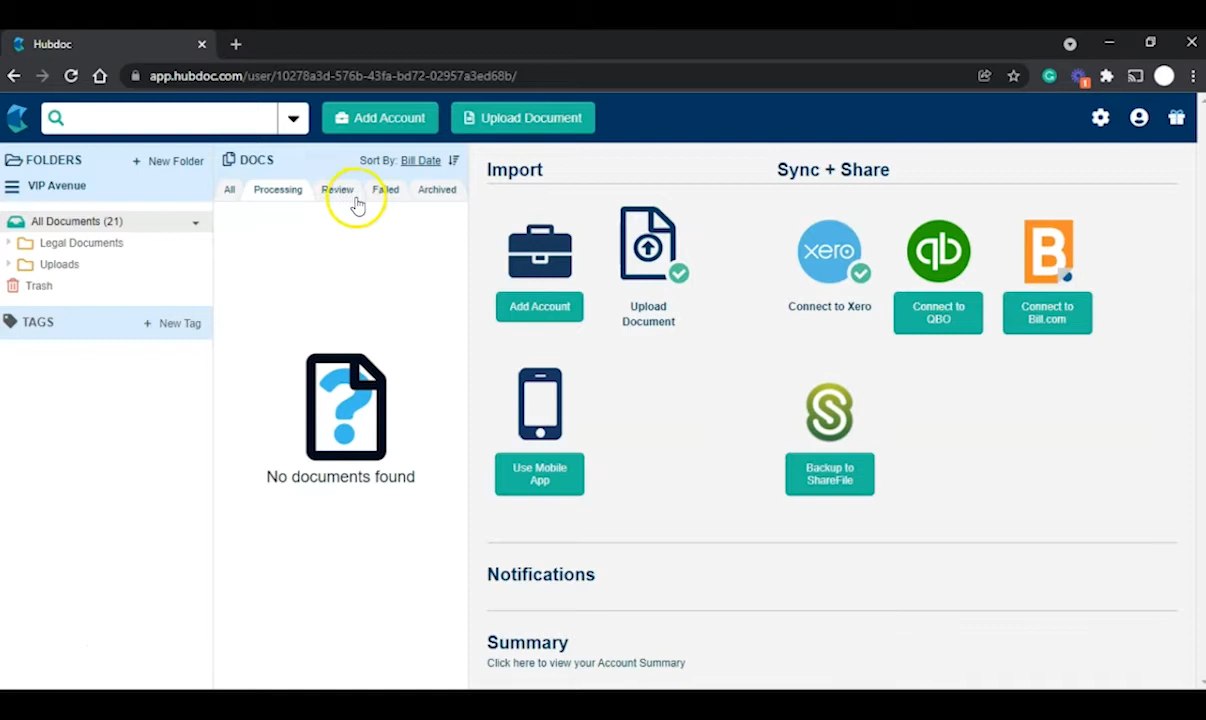 Hubdoc
app.hubdoc.com/user/10278a3d-576b-43fa-bd72-02957a3ed68b/
1
Add Account
Upload Document
FOLDERS
+ New Folder
VIP Avenue
All Documents (21)
Legal Documents
Uploads
Trash
TAGS
+ New Tag
DOCS
Sort By: Bill Date
All Processing Review Failed Archived
?
No documents found
Import
Add Account
Upload
Document
Use Mobile
App
Sync + Share
xero
Connect to Xero
qb
Connect to
QBO
B
Connect to
Bill.com
S
Backup to
ShareFile
Notifications
Summary
Click here to view your Account Summary